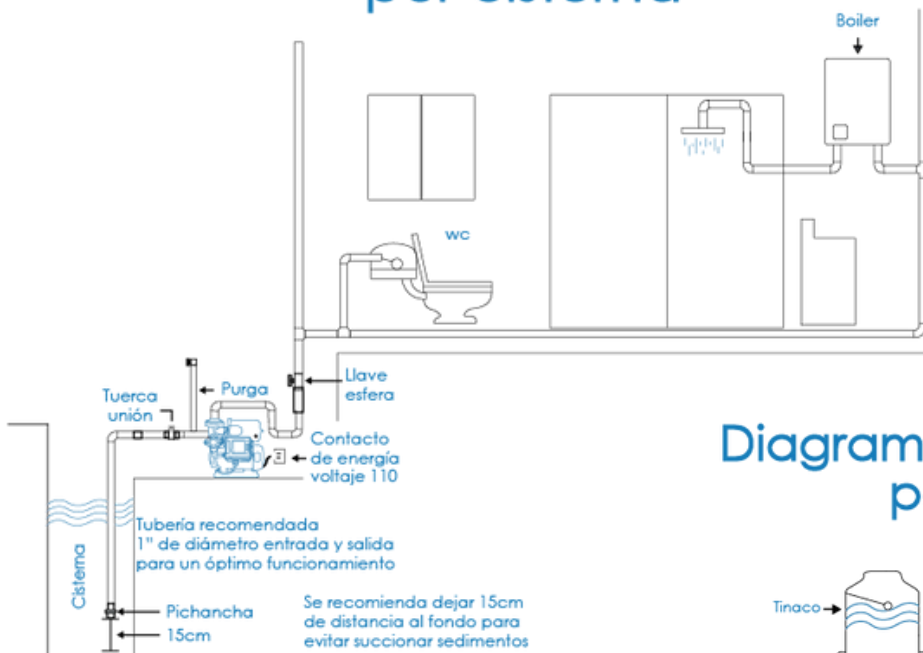 por sistema
Boiler
wc
Llave
esfera
Purga
Tuerca
unión
Contacto
de energía
voltaje 110
Tubería recomendada
1" de diámetro entrada y salida
para un óptimo funcionamiento
Cisterna
Pichancha
15cm
Se recomienda dejar 15cm
de distancia al fondo para
evitar succionar sedimentos
Diagram
p
Tinaco